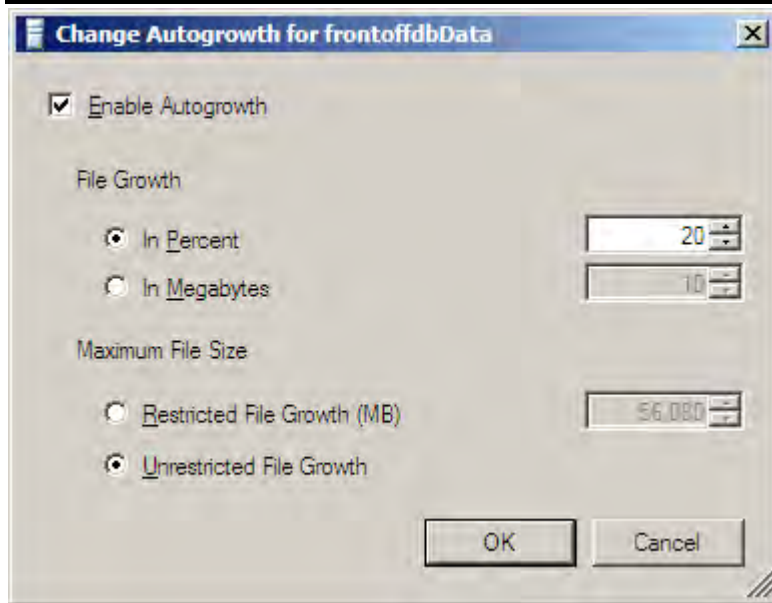 Change Autogrowth for frontoffdbData
Enable Autogrowth
File Growth
In Percent 20
In Megabytes 10
Maximum File Size
Restricted File Growth (MB) 56,080
Unrestricted File Growth
OK Cancel